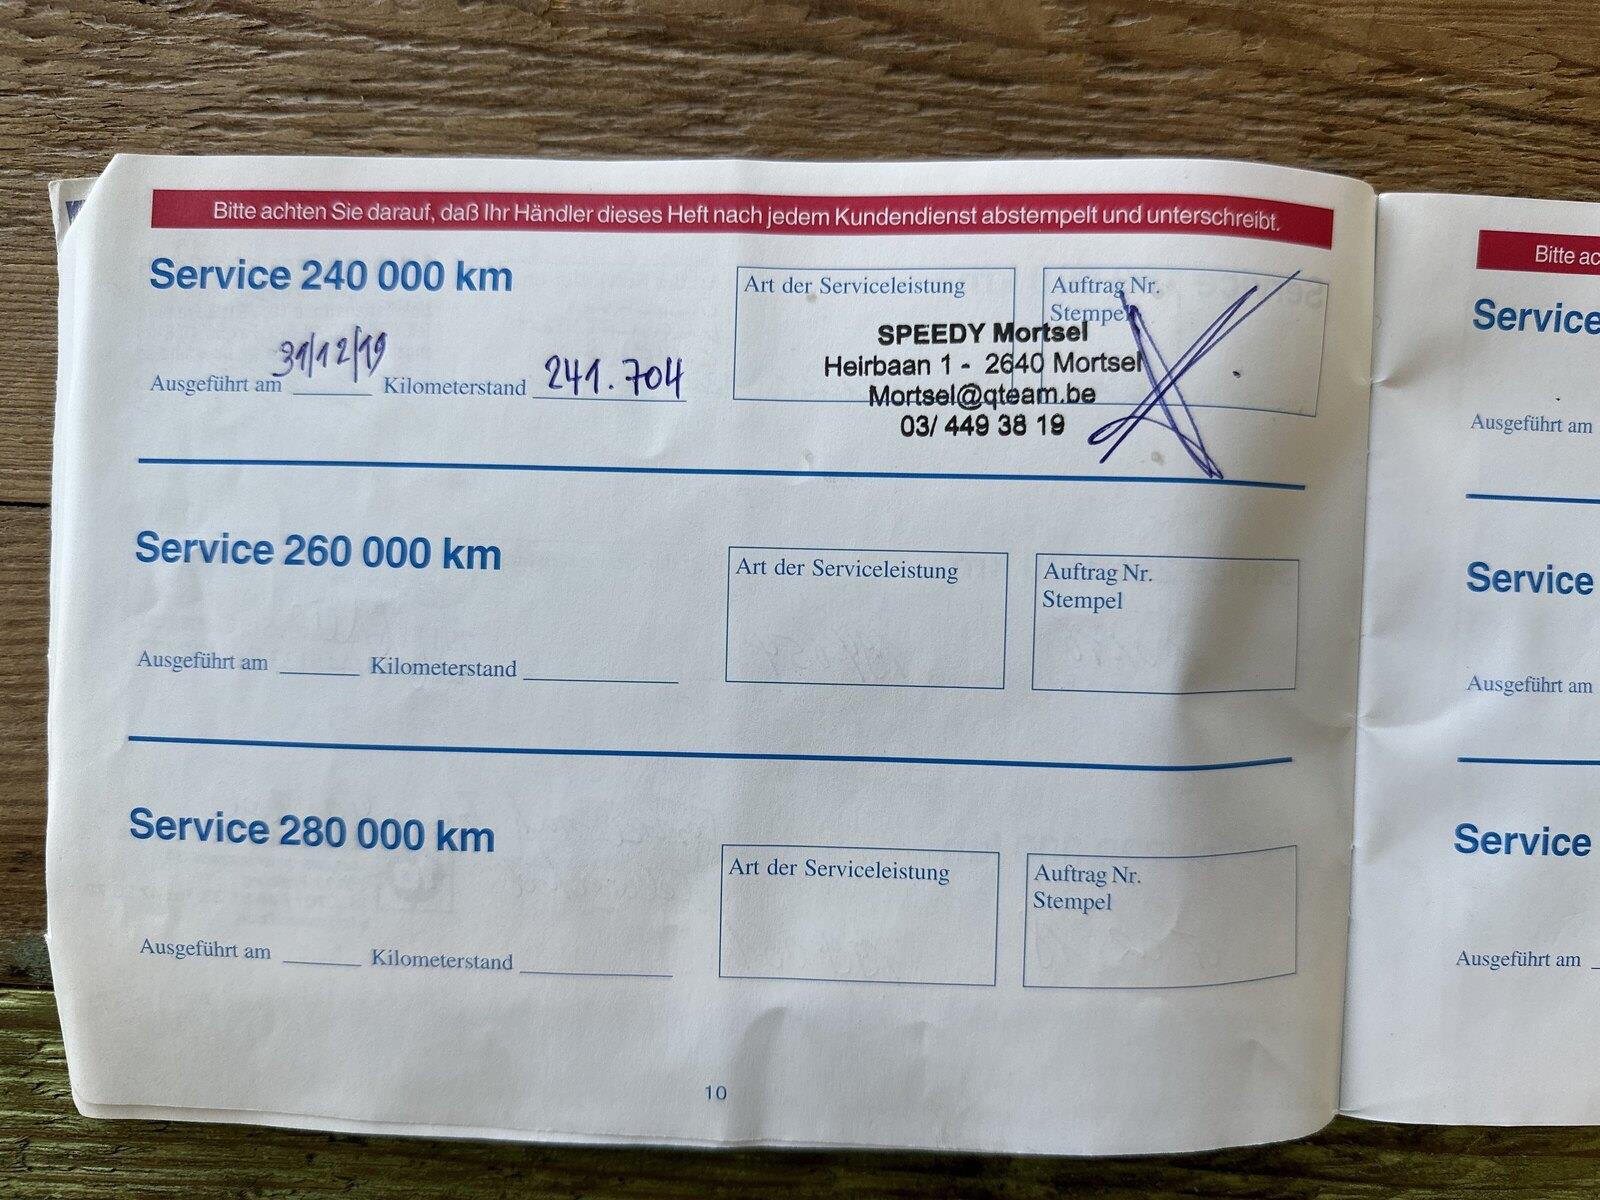 Bitte achten Sie darauf, daß Ihr Händler dieses Heft nach jedem Kundendienst abstempelt und unterschreibt.
Service 240 000 km
Art der Serviceleistung
Auftrag Nr.
Stempel
SPEEDY Mortsel
Heirbaan 1 - 2640 Mortsel
Mortsel@qteam.be
03/ 449 38 19
Ausgeführt am 31/12/19 Kilometerstand 241.704
Service 260 000 km
Art der Serviceleistung
Auftrag Nr.
Stempel
Ausgeführt am Kilometerstand
Service 280 000 km
Art der Serviceleistung
Auftrag Nr.
Stempel
Ausgeführt am Kilometerstand
10
Bitte ac
Service
Ausgeführt am
Service
Ausgeführt am
Service
Ausgeführt am